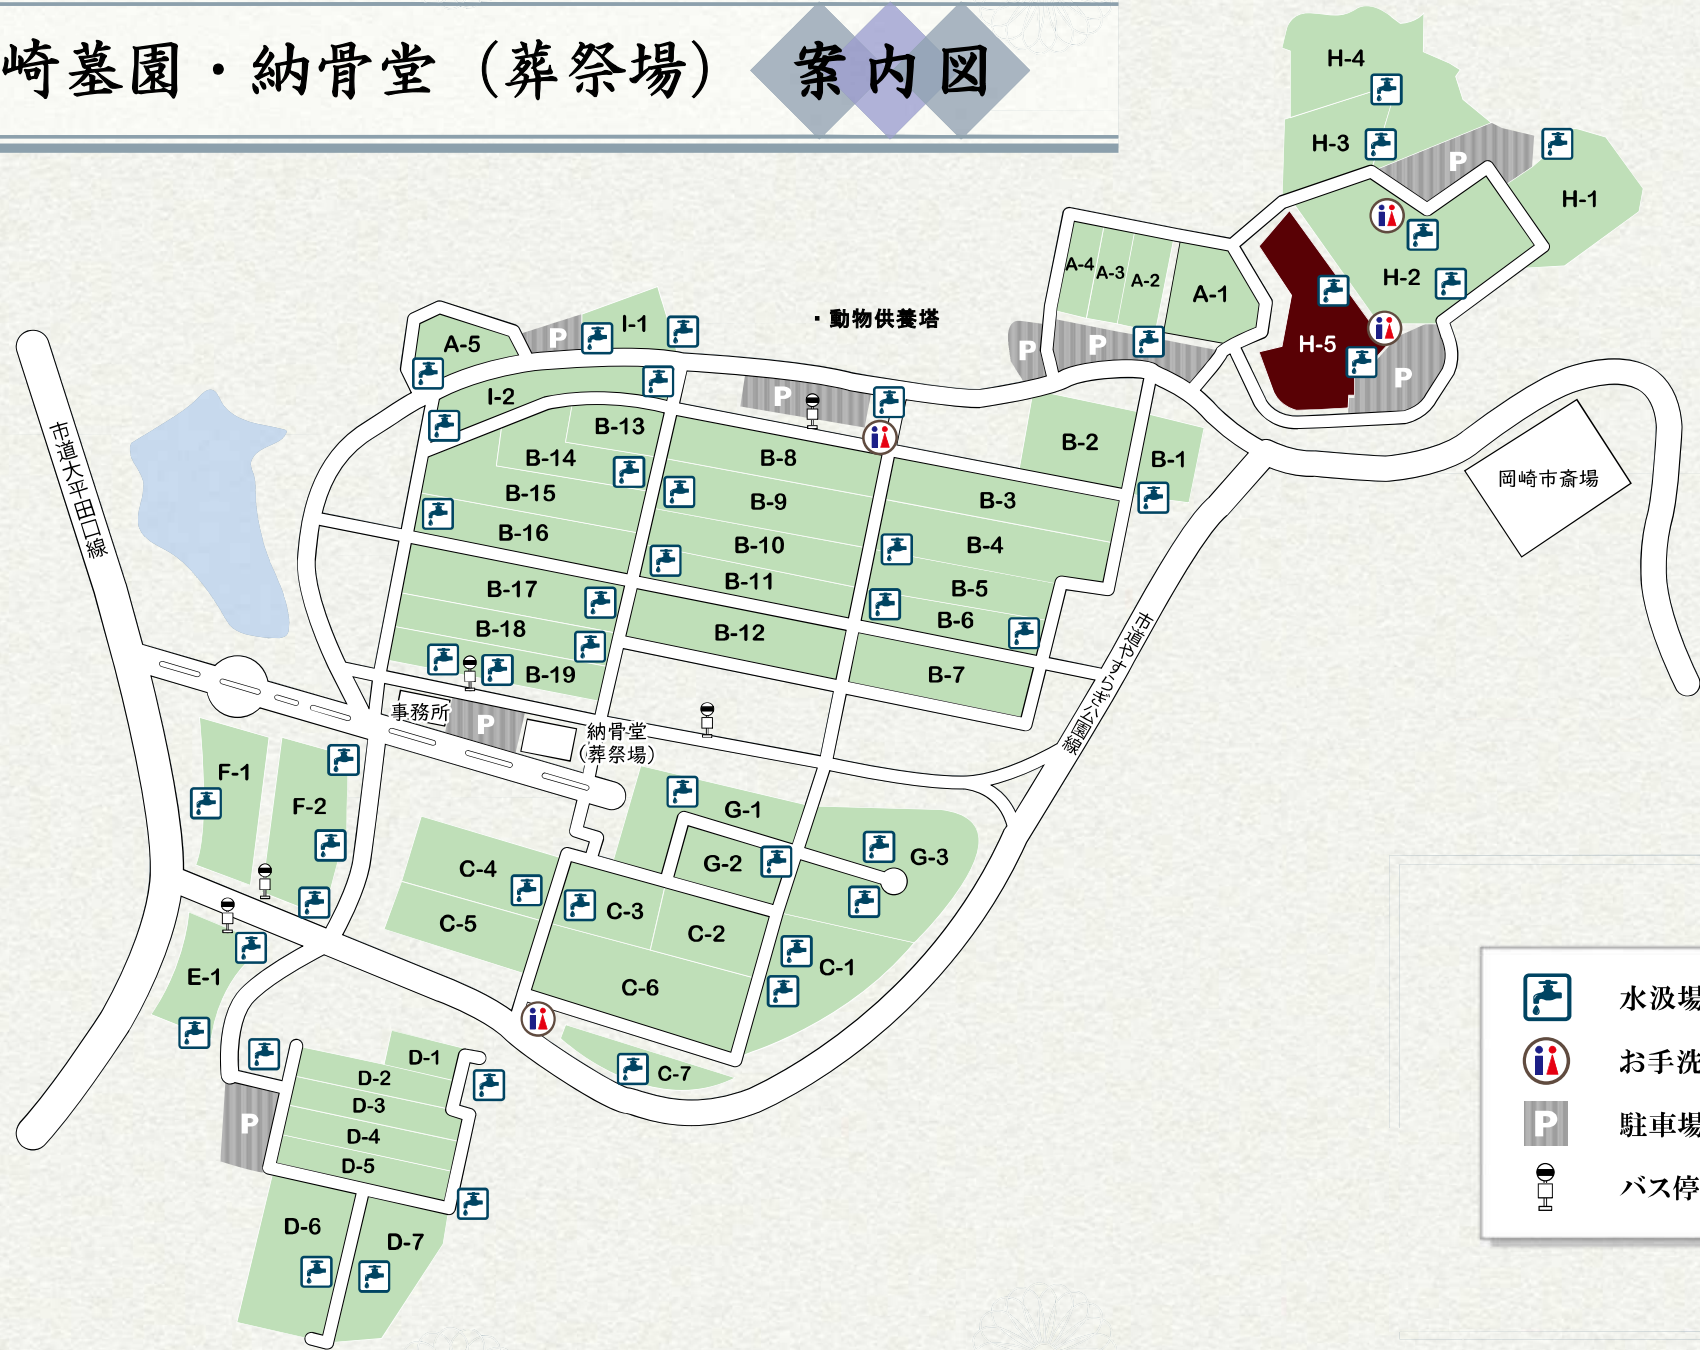 崎墓園・納骨堂（葬祭場） 案内図
H-4
H-3
P
H-1
H-2
H-5
P
A-4
A-3
A-2
A-1
P
P
・動物供養塔
I-1
P
A-5
I-2
P
B-13
B-14
B-15
B-16
B-8
B-9
B-10
B-11
B-2
B-1
B-3
B-4
B-5
B-6
B-17
B-18
B-19
B-12
B-7
岡崎市斎場
市道大平田口線
市道やすらぎ公園線
事務所
P
納骨堂
（葬祭場）
F-1
F-2
G-1
G-2
G-3
C-4
C-5
C-3
C-2
C-6
C-1
C-7
E-1
D-1
D-2
D-3
D-4
D-5
P
D-6
D-7
水汲場
お手洗
P 駐車場
バス停